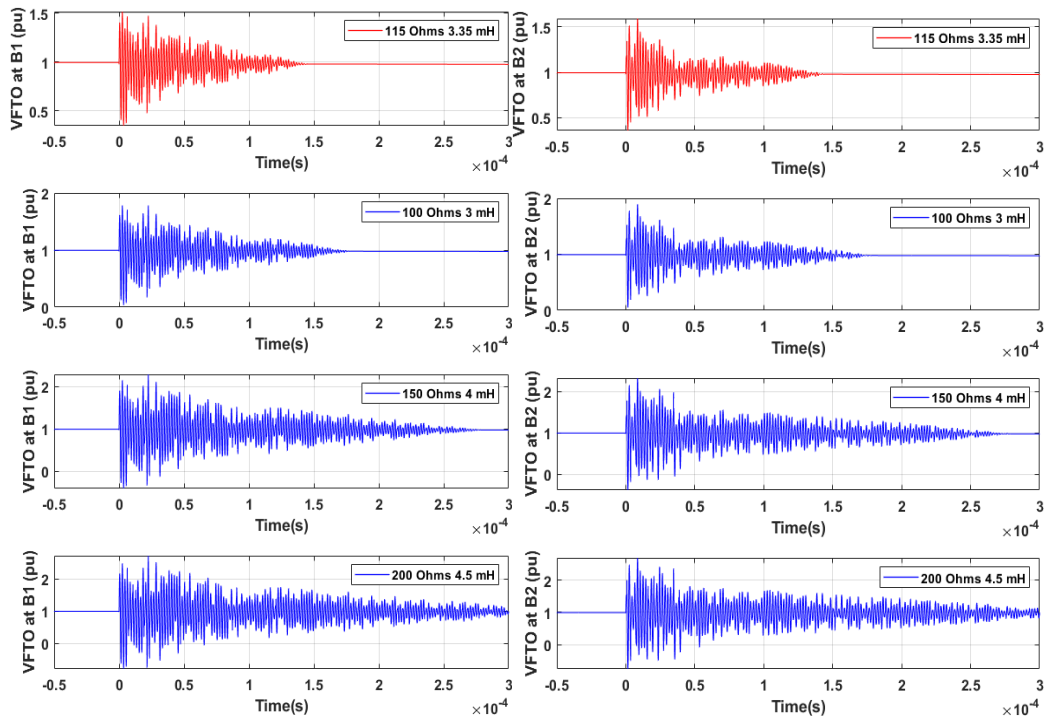 VFTO at B1 (pu)
1.5
1
0.5
115 Ohms 3.35 mH
-0.5 0 0.5 1 1.5 2 2.5 3
Time(s)
×10-4
VFTO at B2 (pu)
1.5
1
0.5
115 Ohms 3.35 mH
-0.5 0 0.5 1 1.5 2 2.5 3
Time(s)
×10-4
VFTO at B1 (pu)
2
1
0
100 Ohms 3 mH
-0.5 0 0.5 1 1.5 2 2.5 3
Time(s)
×10-4
VFTO at B2 (pu)
2
1
0
100 Ohms 3 mH
-0.5 0 0.5 1 1.5 2 2.5 3
Time(s)
×10-4
VFTO at B1 (pu)
2
1
0
150 Ohms 4 mH
-0.5 0 0.5 1 1.5 2 2.5 3
Time(s)
×10-4
VFTO at B2 (pu)
2
1
0
150 Ohms 4 mH
-0.5 0 0.5 1 1.5 2 2.5 3
Time(s)
×10-4
VFTO at B1 (pu)
2
1
0
200 Ohms 4.5 mH
-0.5 0 0.5 1 1.5 2 2.5 3
Time(s)
×10-4
VFTO at B2 (pu)
2
1
0
200 Ohms 4.5 mH
-0.5 0 0.5 1 1.5 2 2.5 3
Time(s)
×10-4